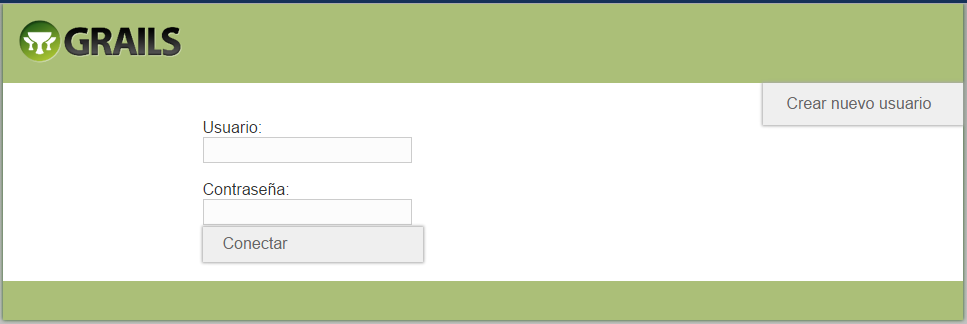 GRAILS
Crear nuevo usuario
Usuario:
Contraseña:
Conectar